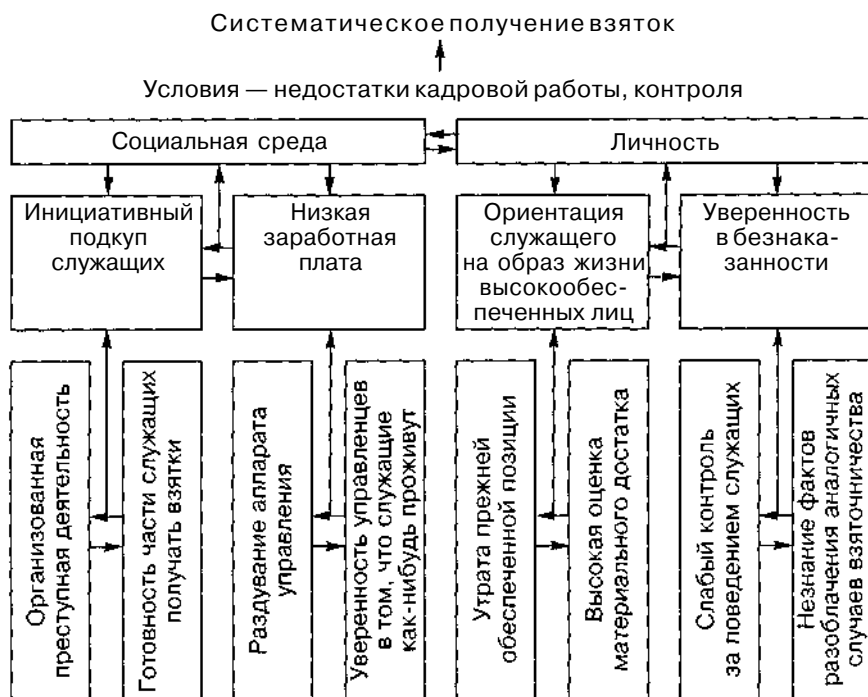 Систематическое получение взяток
Условия — недостатки кадровой работы, контроля
Социальная среда
Личность
Инициативный
подкуп
служащих
Низкая
заработная
плата
Ориентация
служащего
на образ жизни
высокообес-
печенных лиц
Уверенность
в безнака-
занности
Организованная
преступная деятельность
Готовность части служащих
получать взятки
Раздувание аппарата
управления
Уверенность управленцев
в том, что служащие
как-нибудь проживут
Утрата прежней
обеспеченной позиции
Высокая оценка
материального достатка
Слабый контроль
за поведением служащих
Незнание фактов
разоблачения аналогичных
случаев взяточничества